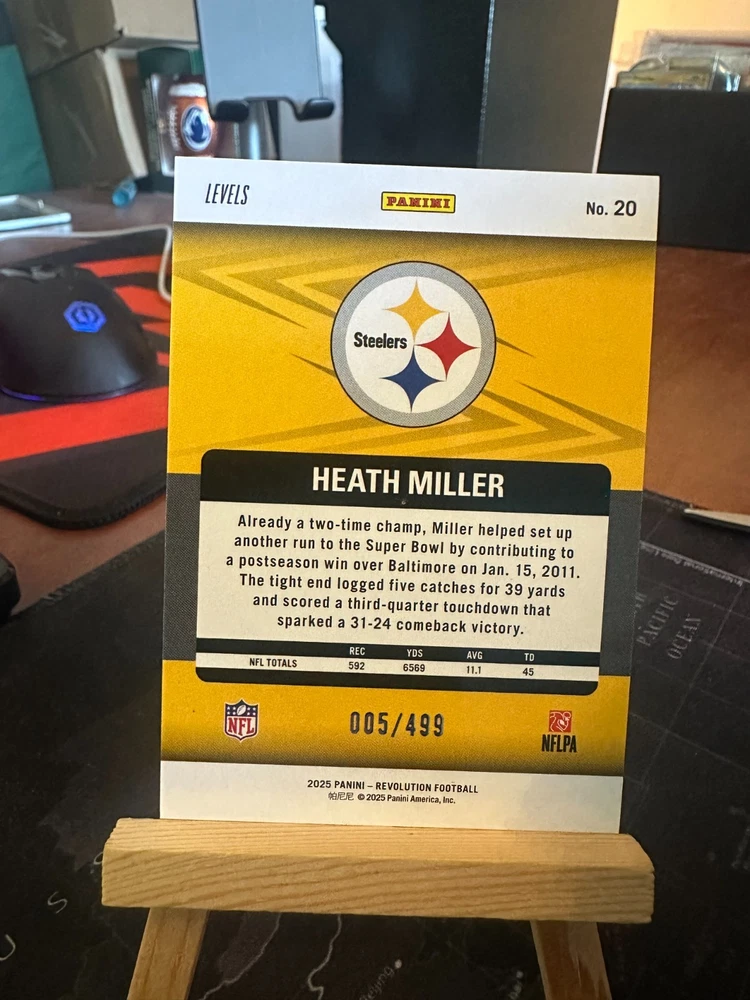 LEVELS
PANINI
No. 20
Steelers
HEATH MILLER
Already a two-time champ, Miller helped set up
another run to the Super Bowl by contributing to
a postseason win over Baltimore on Jan. 15, 2011.
The tight end logged five catches for 39 yards
and scored a third-quarter touchdown that
sparked a 31-24 comeback victory.
REC YDS AVG TD
NFL TOTALS 592 6569 11.1 45
NFL
005/499
NFLPA
2025 PANINI – REVOLUTION FOOTBALL
帕尼尼 © 2025 Panini America, Inc.
PACIFIC
OCEAN
Beijing